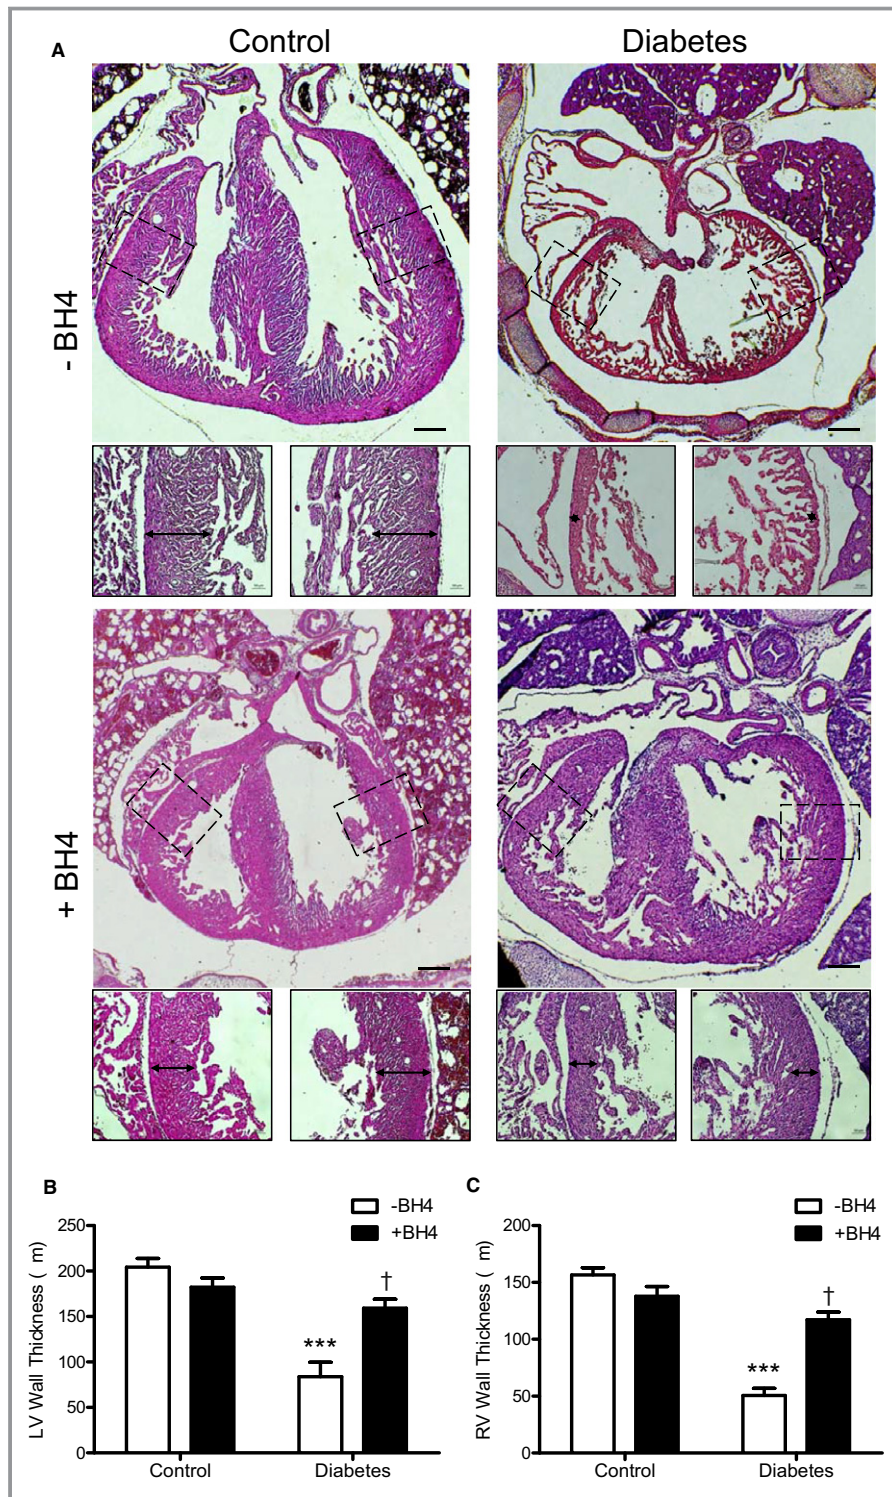 A
Control
Diabetes
- BH4
+ BH4
B
-BH4
+BH4
LV Wall Thickness ( m)
250
200
150
100
50
0
***
†
Control
Diabetes
C
-BH4
+BH4
RV Wall Thickness ( m)
200
150
100
50
0
***
†
Control
Diabetes